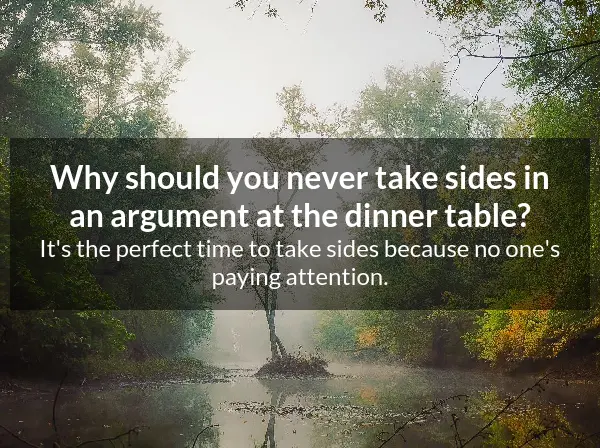 Why should you never take sides in
an argument at the dinner table?
It's the perfect time to take sides because no one's
paying attention.